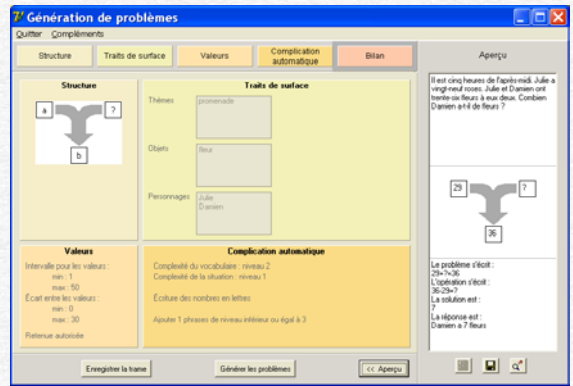 Génération de problèmes
Quitter Compléments
Structure
Traits de surface
Valeurs
Complication
automatique
Bilan
Structure
a
?
b
Traits de surface
Thèmes
promenade
Objets
fleur
Personnages
Julie
Damien
Valeurs
Intervalle pour les valeurs :
min : 1
max : 50
Écart entre les valeurs :
min : 0
max : 30
Retenue autorisée
Complication automatique
Complexité du vocabulaire : niveau 2
Complexité de la situation : niveau 1
Écriture des nombres en lettres
Ajouter 1 phrases de niveau inférieur ou égal à 3
Enregistrer la trame
Générer les problèmes
<< Aperçu
Aperçu
Il est cinq heures de l'après-midi. Julie a
vingt-neuf roses. Julie et Damien ont
trente-six fleurs à eux deux. Combien
Damien a-t-il de fleurs ?
29
?
36
Le problème s'écrit :
29+?=36
L'opération s'écrit :
36-29=?
La solution est :
7
La réponse est :
Damien a 7 fleurs